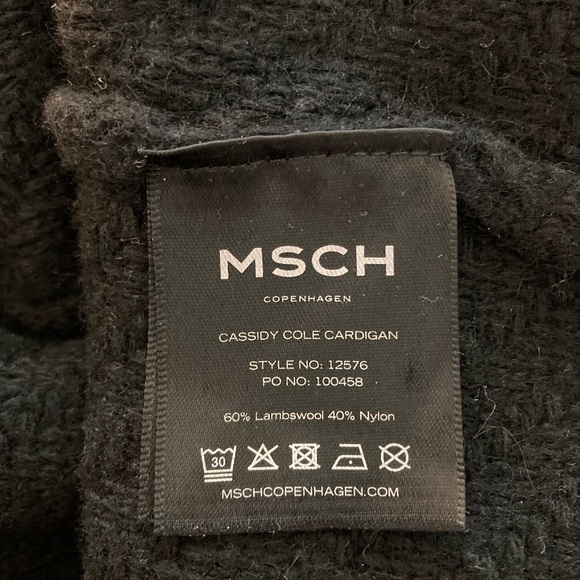 MSCH
COPENHAGEN
CASSIDY COLE CARDIGAN
STYLE NO: 12576
PO NO: 100458
60% Lambswool 40% Nylon
30
MSCHCOPENHAGEN.COM